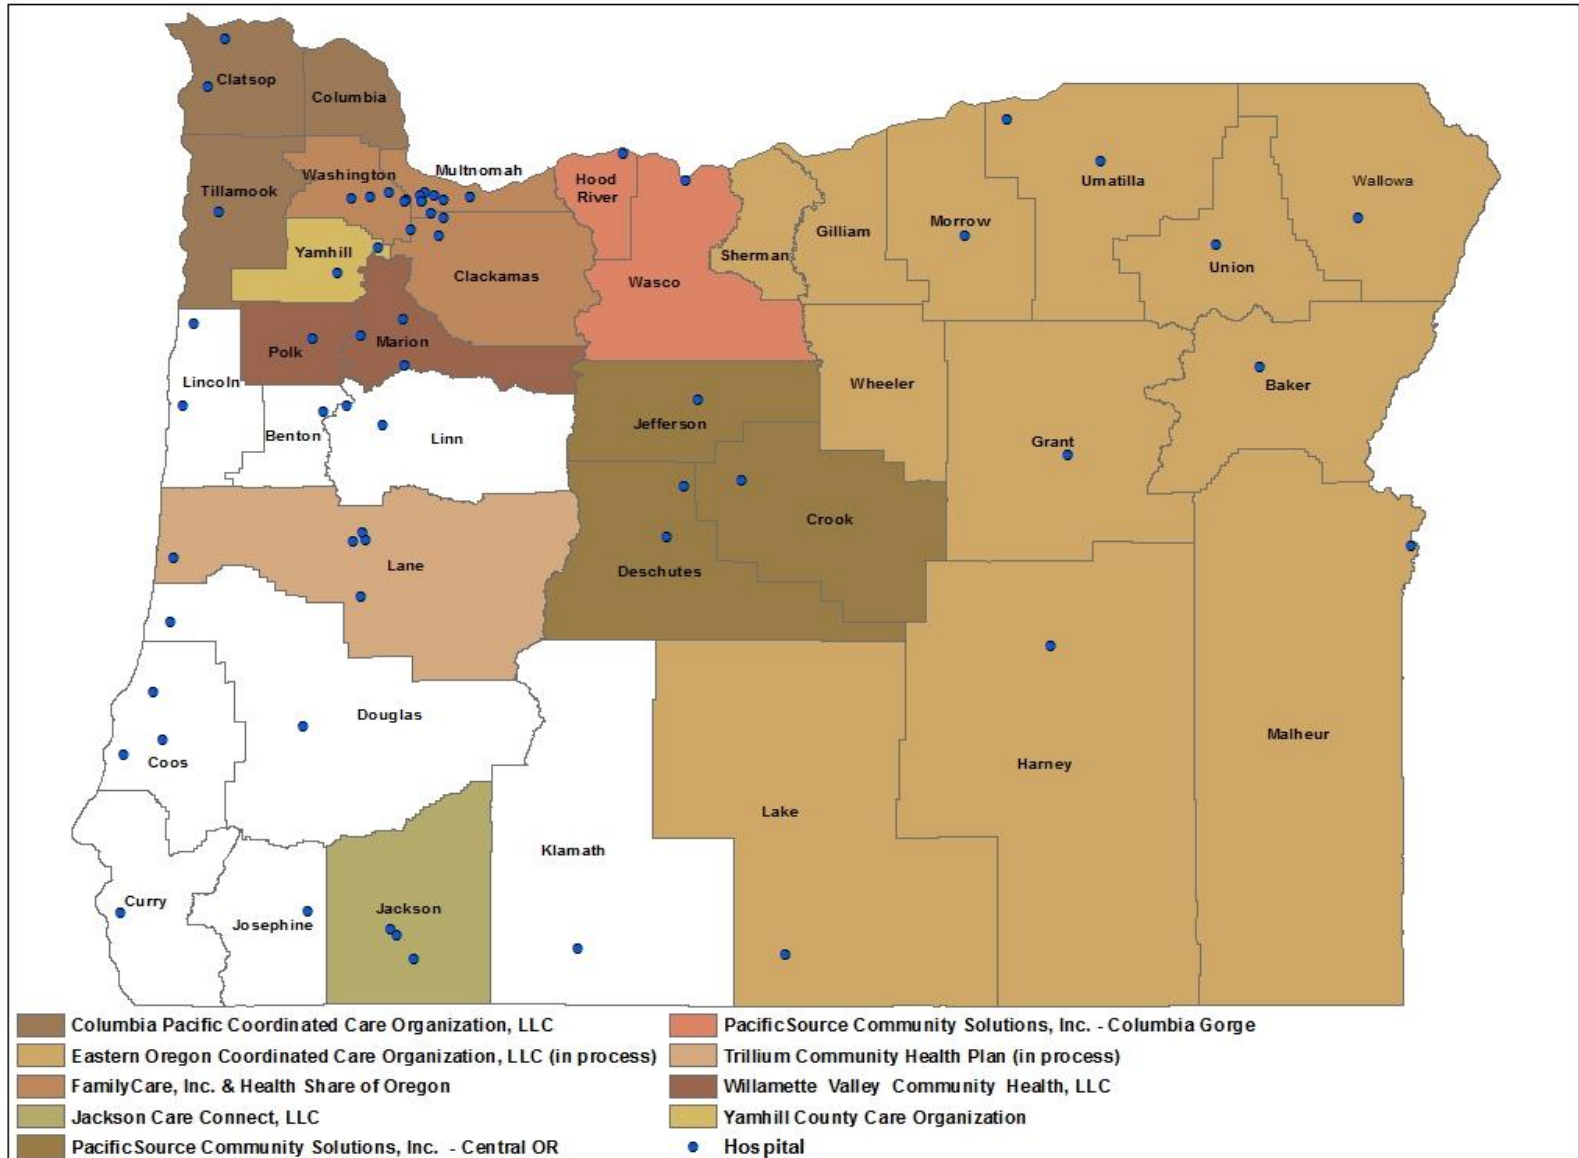 Clatsop
Columbia
Multnomah
Washington
Tillamook
Hood
River
Umatilla
Wallowa
Gilliam
Morrow
Yamhill
Sherman
Union
Clackamas
Wasco
Marion
Polk
Lincoln
Wheeler
Baker
Jefferson
Benton
Linn
Grant
Crook
Lane
Deschutes
Douglas
Malheur
Coos
Harney
Lake
Klamath
Curry
Jackson
Josephine
Columbia Pacific Coordinated Care Organization, LLC
Eastern Oregon Coordinated Care Organization, LLC (in process)
FamilyCare, Inc. & Health Share of Oregon
Jackson Care Connect, LLC
PacificSource Community Solutions, Inc. - Central OR
PacificSource Community Solutions, Inc. - Columbia Gorge
Trillium Community Health Plan (in process)
Willamette Valley Community Health, LLC
Yamhill County Care Organization
Hospital